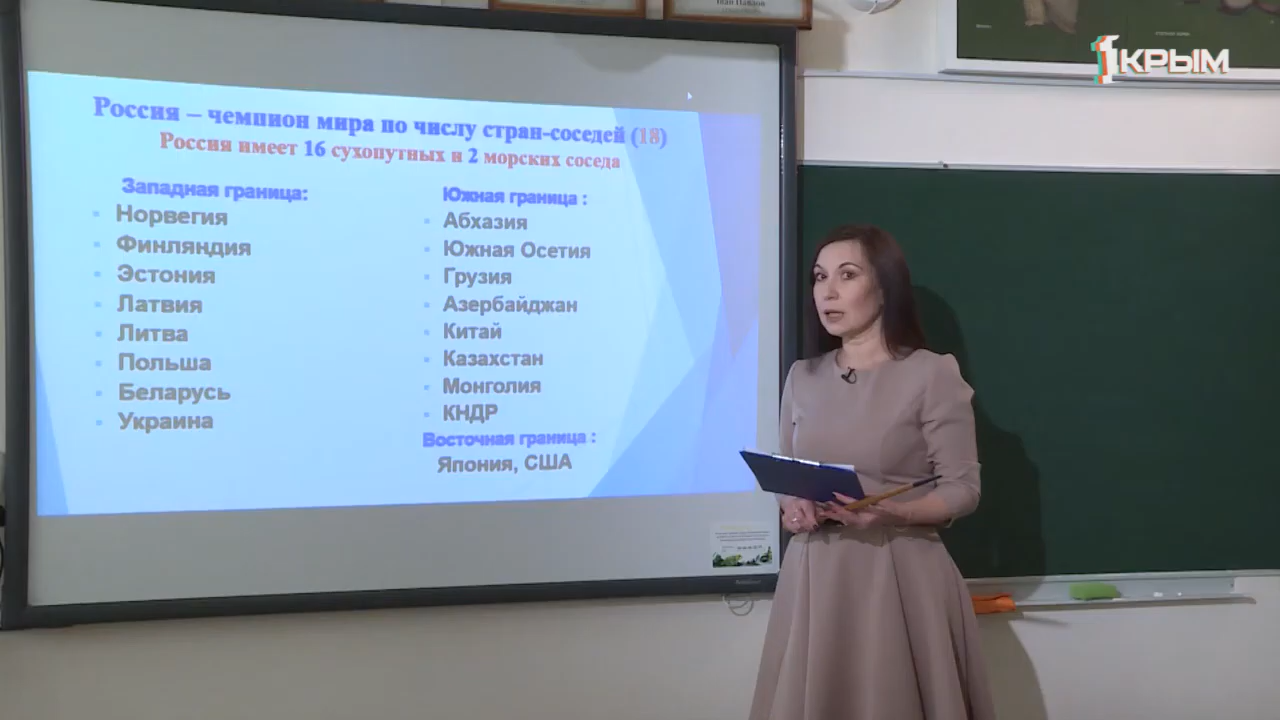 1КРЫМ
Россия – чемпион мира по числу стран-соседей (18)
Россия имеет 16 сухопутных и 2 морских соседа
Западная граница:
Норвегия
Финляндия
Эстония
Латвия
Литва
Польша
Беларусь
Украина
Южная граница :
Абхазия
Южная Осетия
Грузия
Азербайджан
Китай
Казахстан
Монголия
КНДР
Восточная граница :
Япония, США